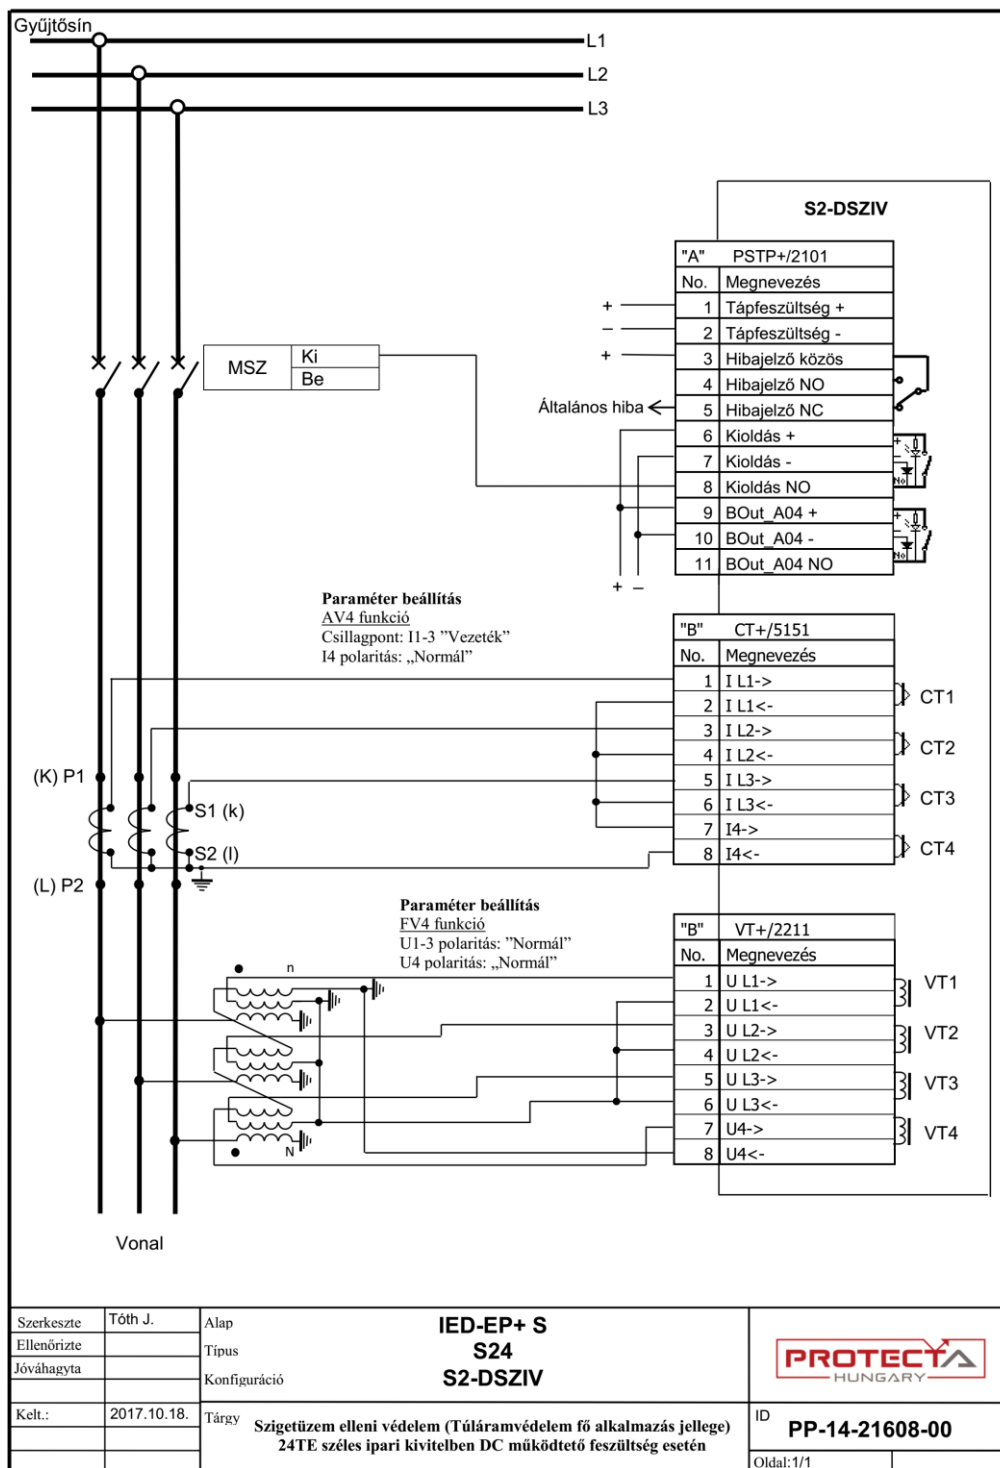 Gyűjtősín
L1
L2
L3
S2-DSZIV
"A" PSTP+/2101
No. Megnevezés
+ 1 Tápfeszültség +
– 2 Tápfeszültség -
+ 3 Hibajelző közös
4 Hibajelző NO
Általános hiba 5 Hibajelző NC
6 Kioldás +
7 Kioldás -
8 Kioldás NO
9 BOut_A04 +
10 BOut_A04 -
11 BOut_A04 NO
+ –
MSZ Ki
Be
Paraméter beállítás
AV4 funkció
Csillagpont: I1-3 ”Vezeték”
I4 polaritás: „Normál”
"B" CT+/5151
No. Megnevezés
1 I L1->
2 I L1<-
CT1
3 I L2->
4 I L2<-
CT2
5 I L3->
6 I L3<-
CT3
7 I4->
8 I4<-
CT4
(K) P1
S1 (k)
S2 (l)
(L) P2
Paraméter beállítás
FV4 funkció
U1-3 polaritás: ”Normál”
U4 polaritás: „Normál”
"B" VT+/2211
No. Megnevezés
1 U L1->
2 U L1<-
VT1
3 U L2->
4 U L2<-
VT2
5 U L3->
6 U L3<-
VT3
7 U4->
8 U4<-
VT4
n
N
Vonal
Szerkeszte Tóth J.
Ellenőrizte
Jóváhagyta
Kelt.: 2017.10.18.
Alap IED-EP+ S
Típus S24
Konfiguráció S2-DSZIV
Tárgy Szigetüzem elleni védelem (Túláramvédelem fő alkalmazás jellege)
24TE széles ipari kivitelben DC működtető feszültség esetén
PROTECTA
HUNGARY
ID PP-14-21608-00
Oldal:1/1